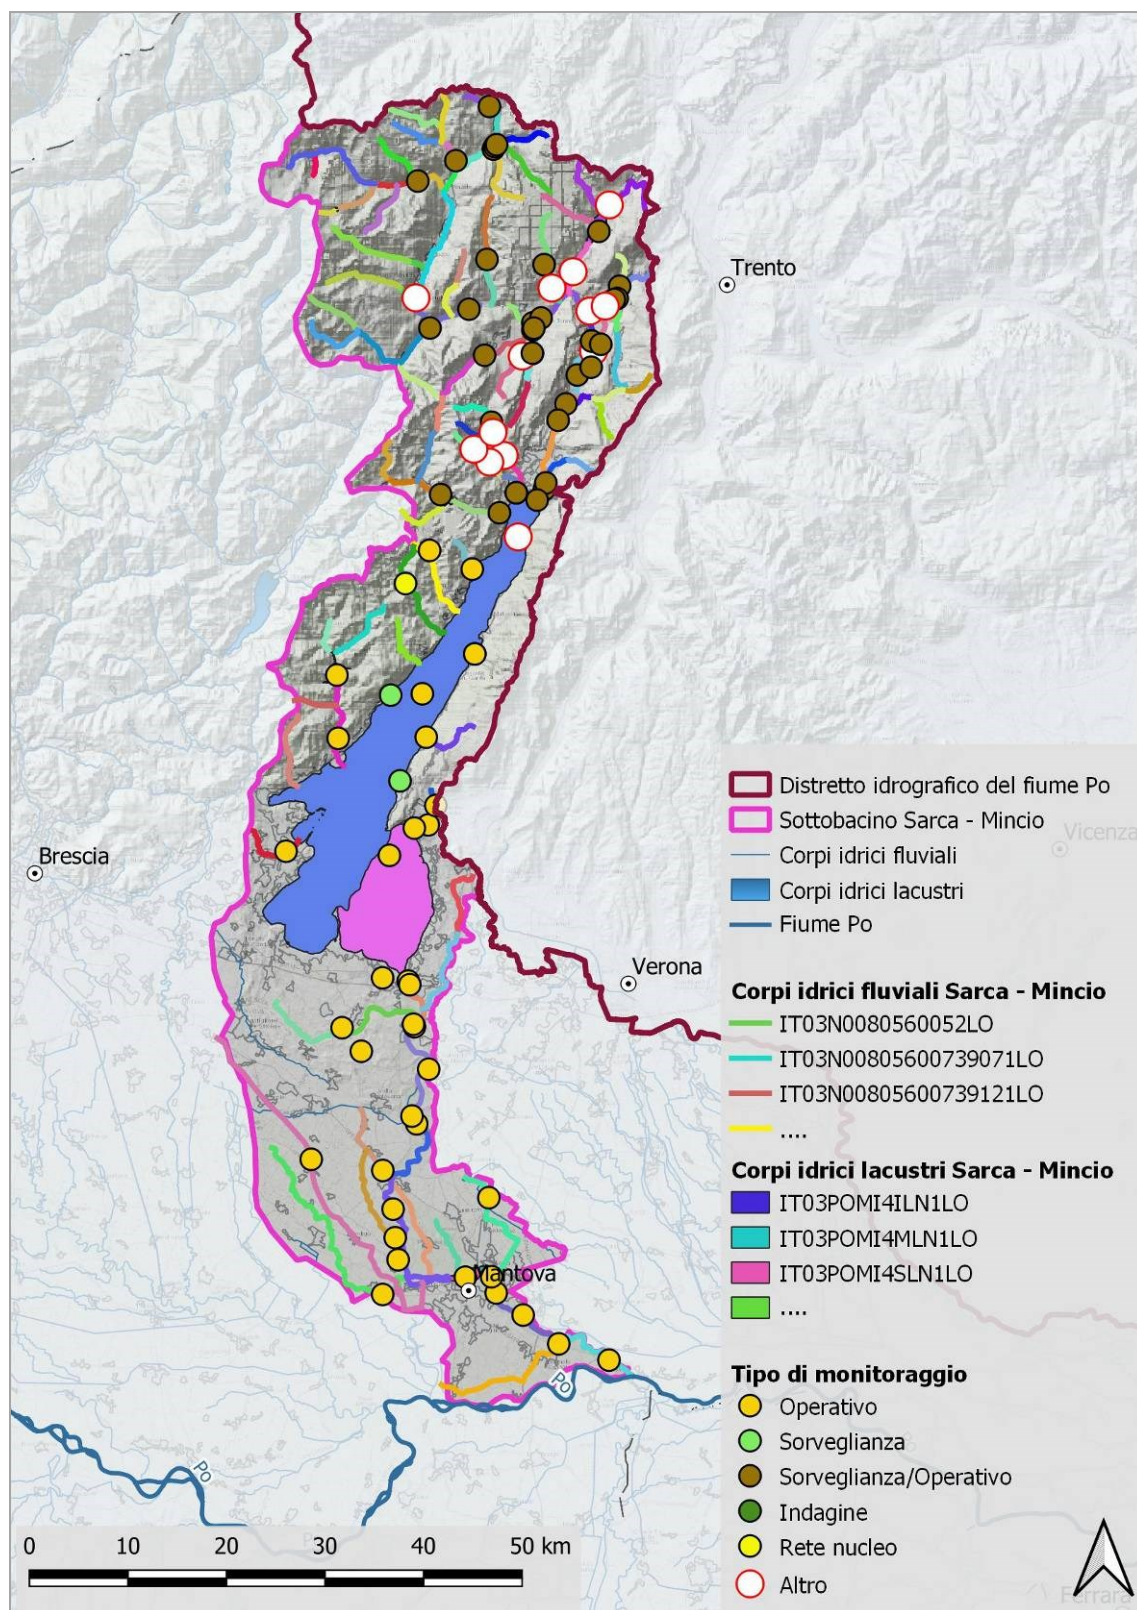 Trento
Distretto idrografico del fiume Po
Sottobacino Sarca - Mincio
Corpi idrici fluviali
Vicenza
Brescia
Corpi idrici lacustri
Fiume Po
Verona
Corpi idrici fluviali Sarca - Mincio
IT03N0080560052LO
IT03N00805600739071LO
IT03N00805600739121LO
....
Corpi idrici lacustri Sarca - Mincio
IT03POMI4ILN1LO
IT03POMI4MLN1LO
IT03POMI4SLN1LO
....
Mantova
Tipo di monitoraggio
Po
Operativo
Sorveglianza
Po
Sorveglianza/Operativo
Indagine
Rete nucleo
0 10 20 30 40 50 km
Altro
Ferrara